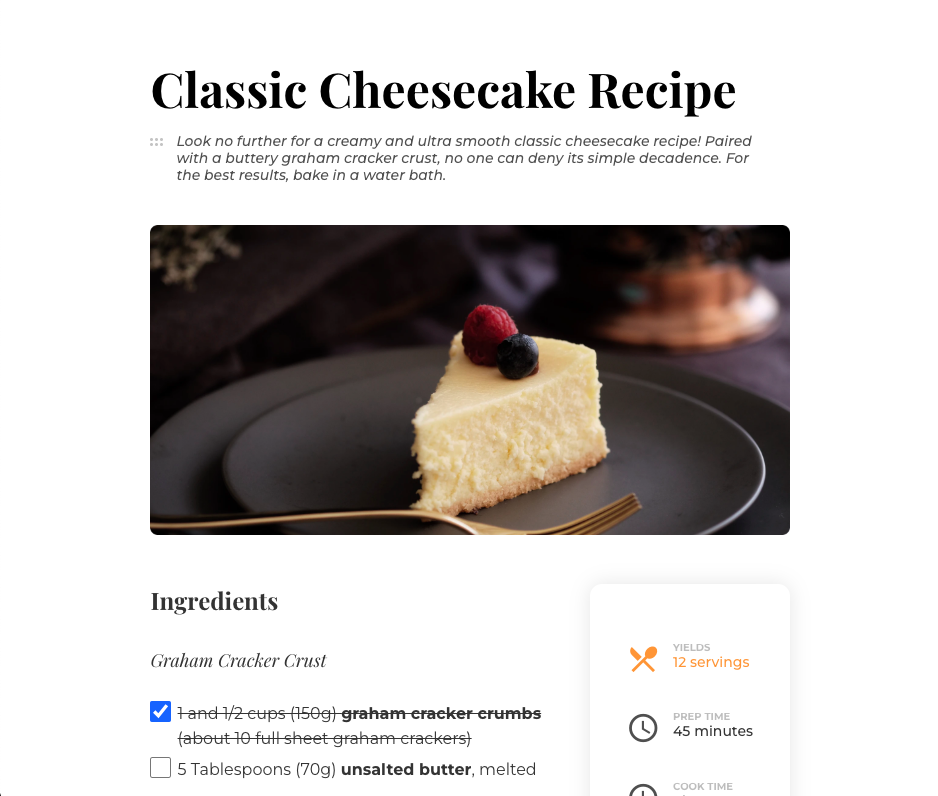 Classic Cheesecake Recipe
Look no further for a creamy and ultra smooth classic cheesecake recipe! Paired
with a buttery graham cracker crust, no one can deny its simple decadence. For
the best results, bake in a water bath.
Ingredients
Graham Cracker Crust
1 and 1/2 cups (150g) graham cracker crumbs
(about 10 full sheet graham crackers)
5 Tablespoons (70g) unsalted butter, melted
YIELDS
12 servings
PREP TIME
45 minutes
COOK TIME